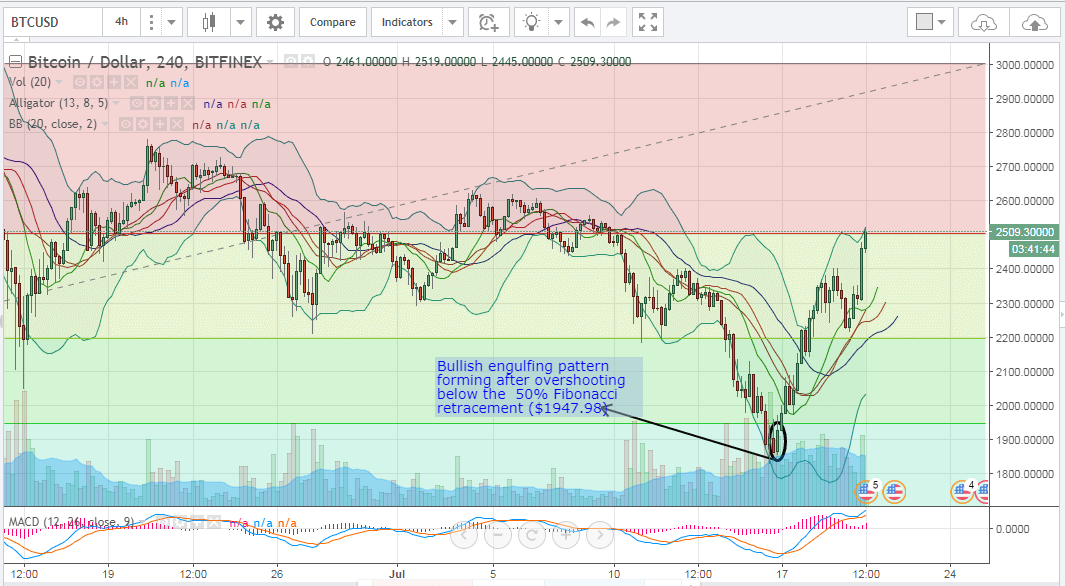 BTCUSD 4h Compare Indicators
Bitcoin / Dollar, 240, BITFINEX O 2461.00000 H 2519.00000 L 2445.00000 C 2509.30000
Vol (20) n/a n/a
Alligator (13, 8, 5) n/a n/a n/a
BB (20, close, 2) n/a n/a n/a
3000.00000
2900.00000
2800.00000
2700.00000
2600.00000
2509.30000
03:41:44
2400.00000
2300.00000
2200.00000
2100.00000
2000.00000
1900.00000
1800.00000
Bullish engulfing pattern
forming after overshooting
below the 50% Fibonacci
retracement ($1947.98)
5 4
MACD (12, 26, close, 9) n/a n/a n/a
0.0000
12:00 19 12:00 26 Jul 5 10 12:00 17 12:00 24